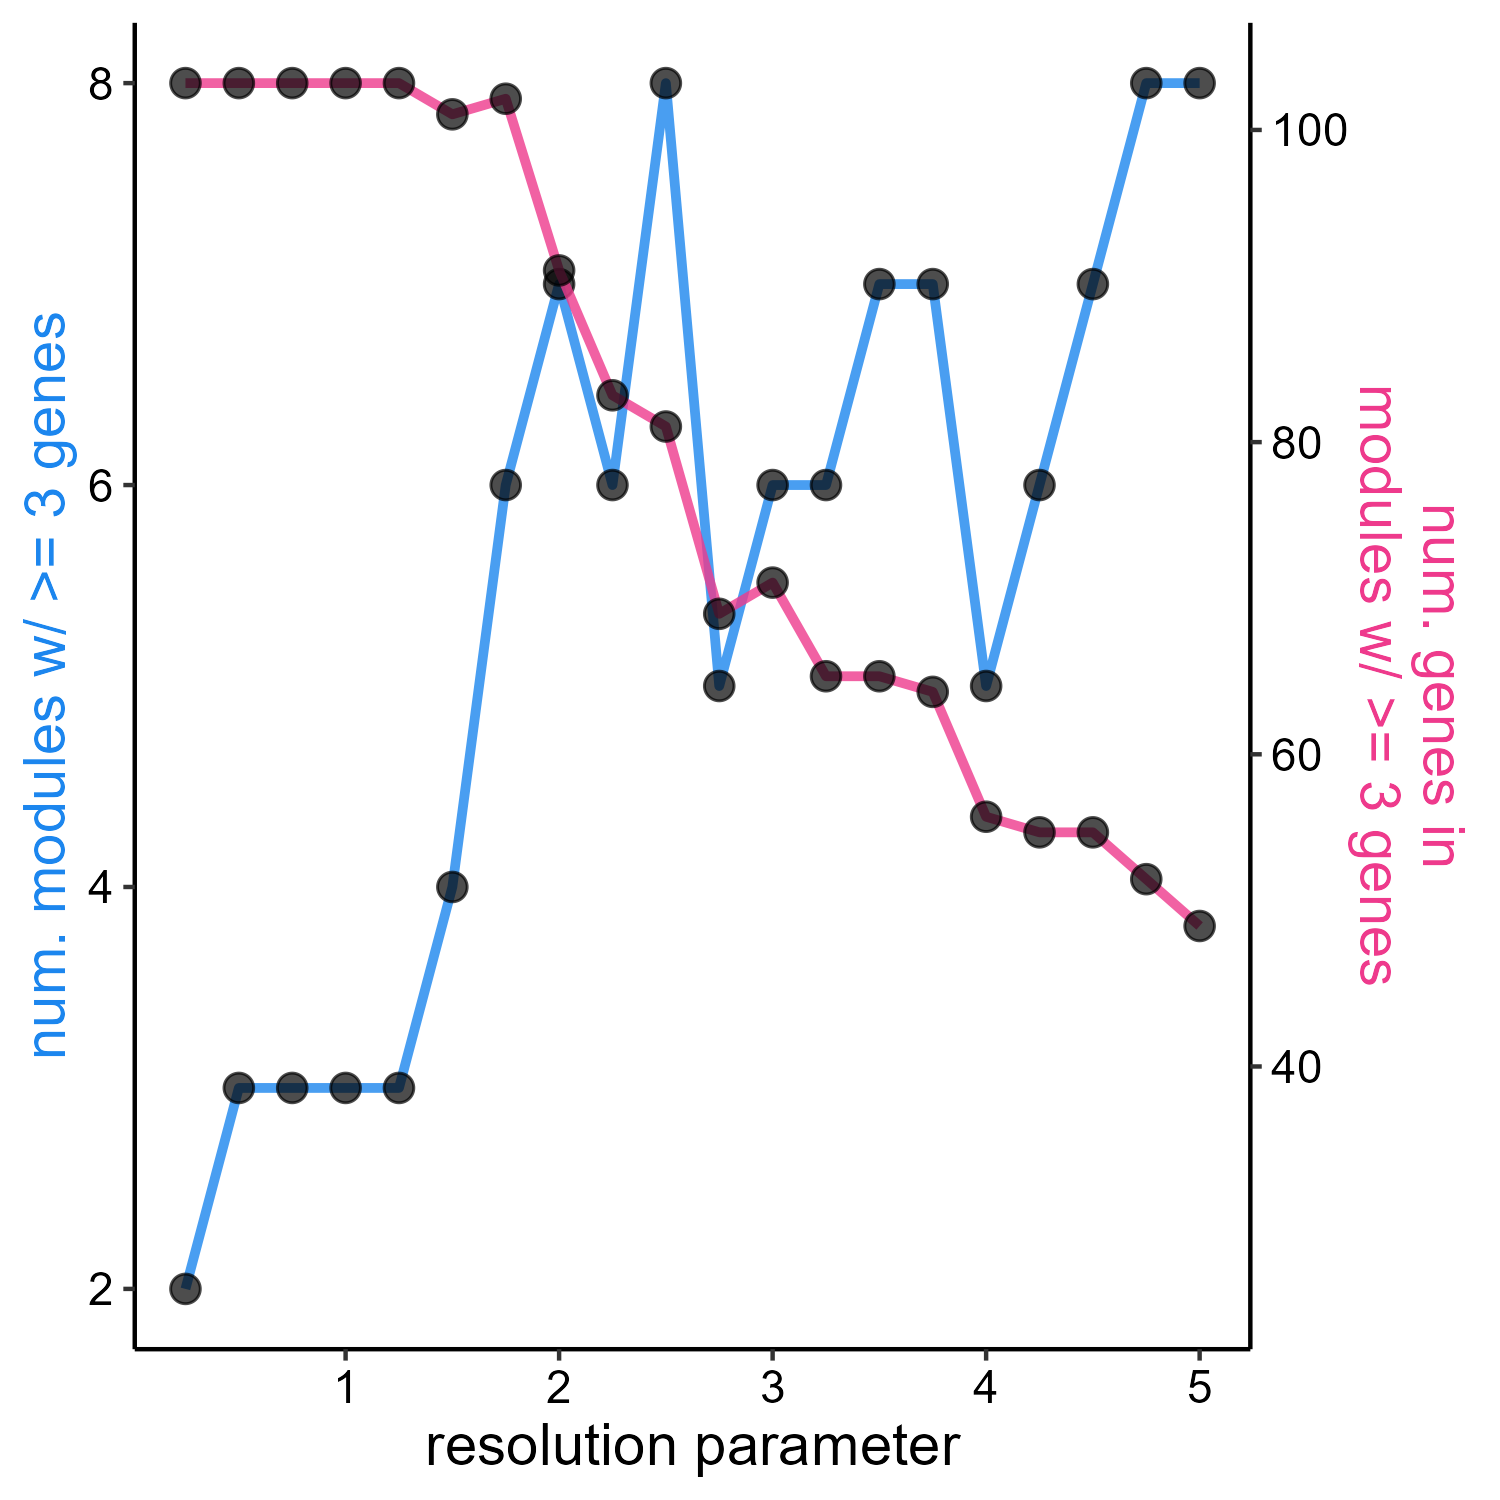 num. modules w/ >= 3 genes
8
6
4
2
100
80
60
40
num. genes in
modules w/ >= 3 genes
1 2 3 4 5
resolution parameter